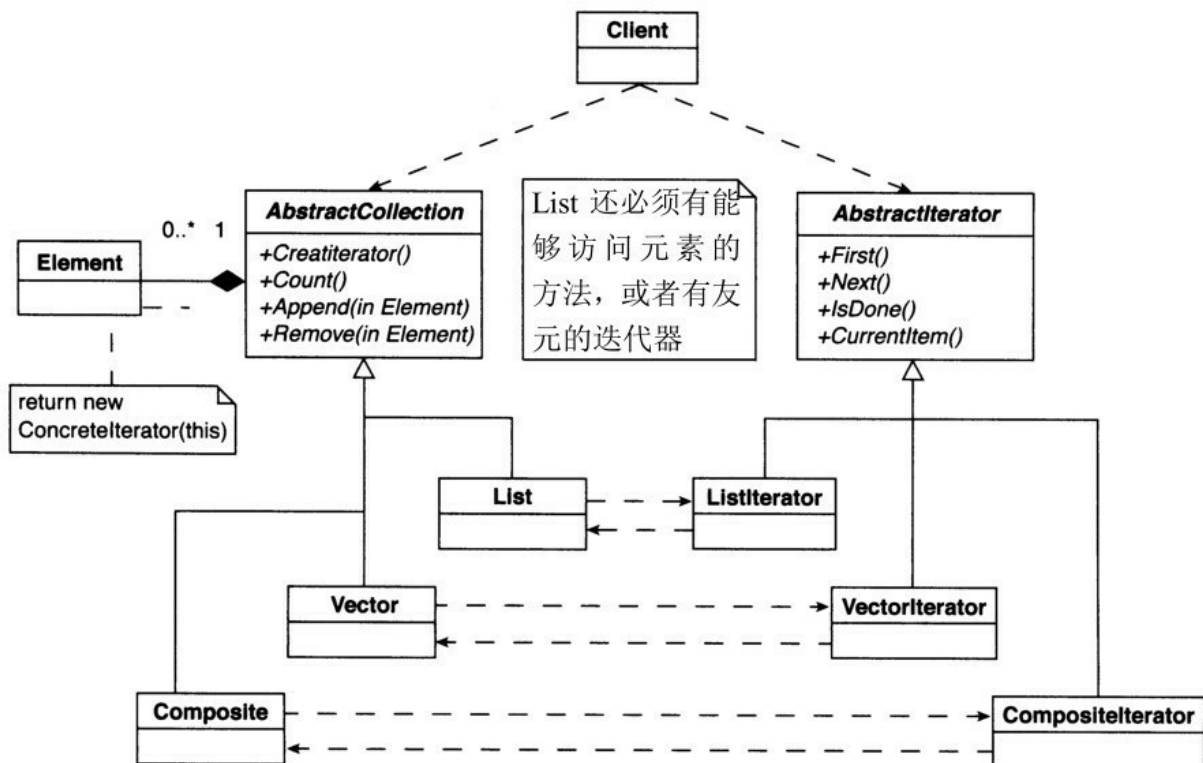 Client
AbstractCollection
+Creatiterator()
+Count()
+Append(in Element)
+Remove(in Element)
List 还必须有能
够访问元素的
方法，或者有友
元的迭代器
AbstractIterator
+First()
+Next()
+IsDone()
+CurrentItem()
0..* 1
Element
return new
ConcreteIterator(this)
List
ListIterator
Vector
VectorIterator
Composite
CompositeIterator